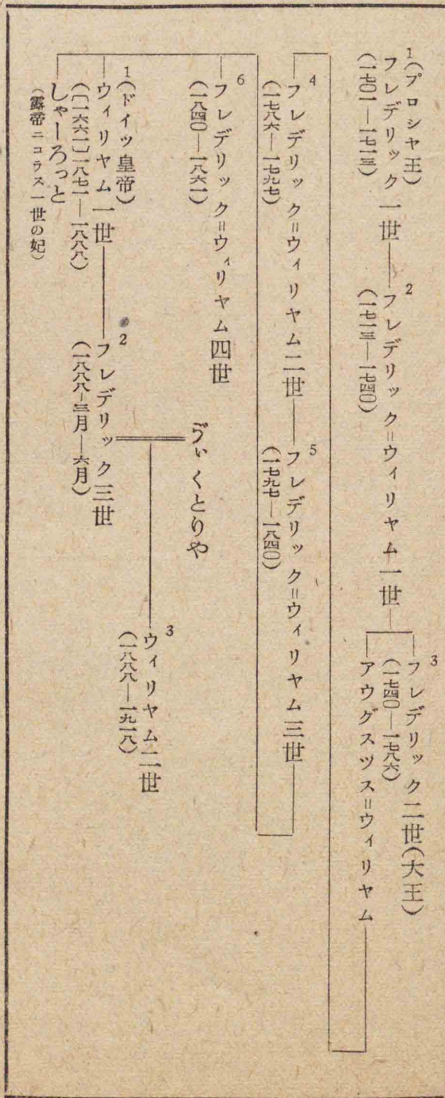 (プロシヤ王)
1
フレデリック一世
(一七〇一—一七一三)
2
フレデリック=ウィリヤム一世
(一七一三—一七四〇)
3
フレデリック二世(大王)
(一七四〇—一七八六)
アウグスツス=ウィリヤム
4
フレデリック=ウィリヤム二世
(一七八六—一七九七)
5
フレデリック=ウィリヤム三世
(一七九七—一八四〇)
6
フレデリック=ウィリヤム四世
(一八四〇—一八六一)
(ドイツ皇帝)
1
ウィリヤム一世
(〔一六六一〕一八七一—一八八八)
2
フレデリック三世
(一八八八—三月—六月)
ゔぃくとりや
3
ウィリヤム二世
(一八八八—一九一八)
しゃーろっと
(露帝ニコラス一世の妃)